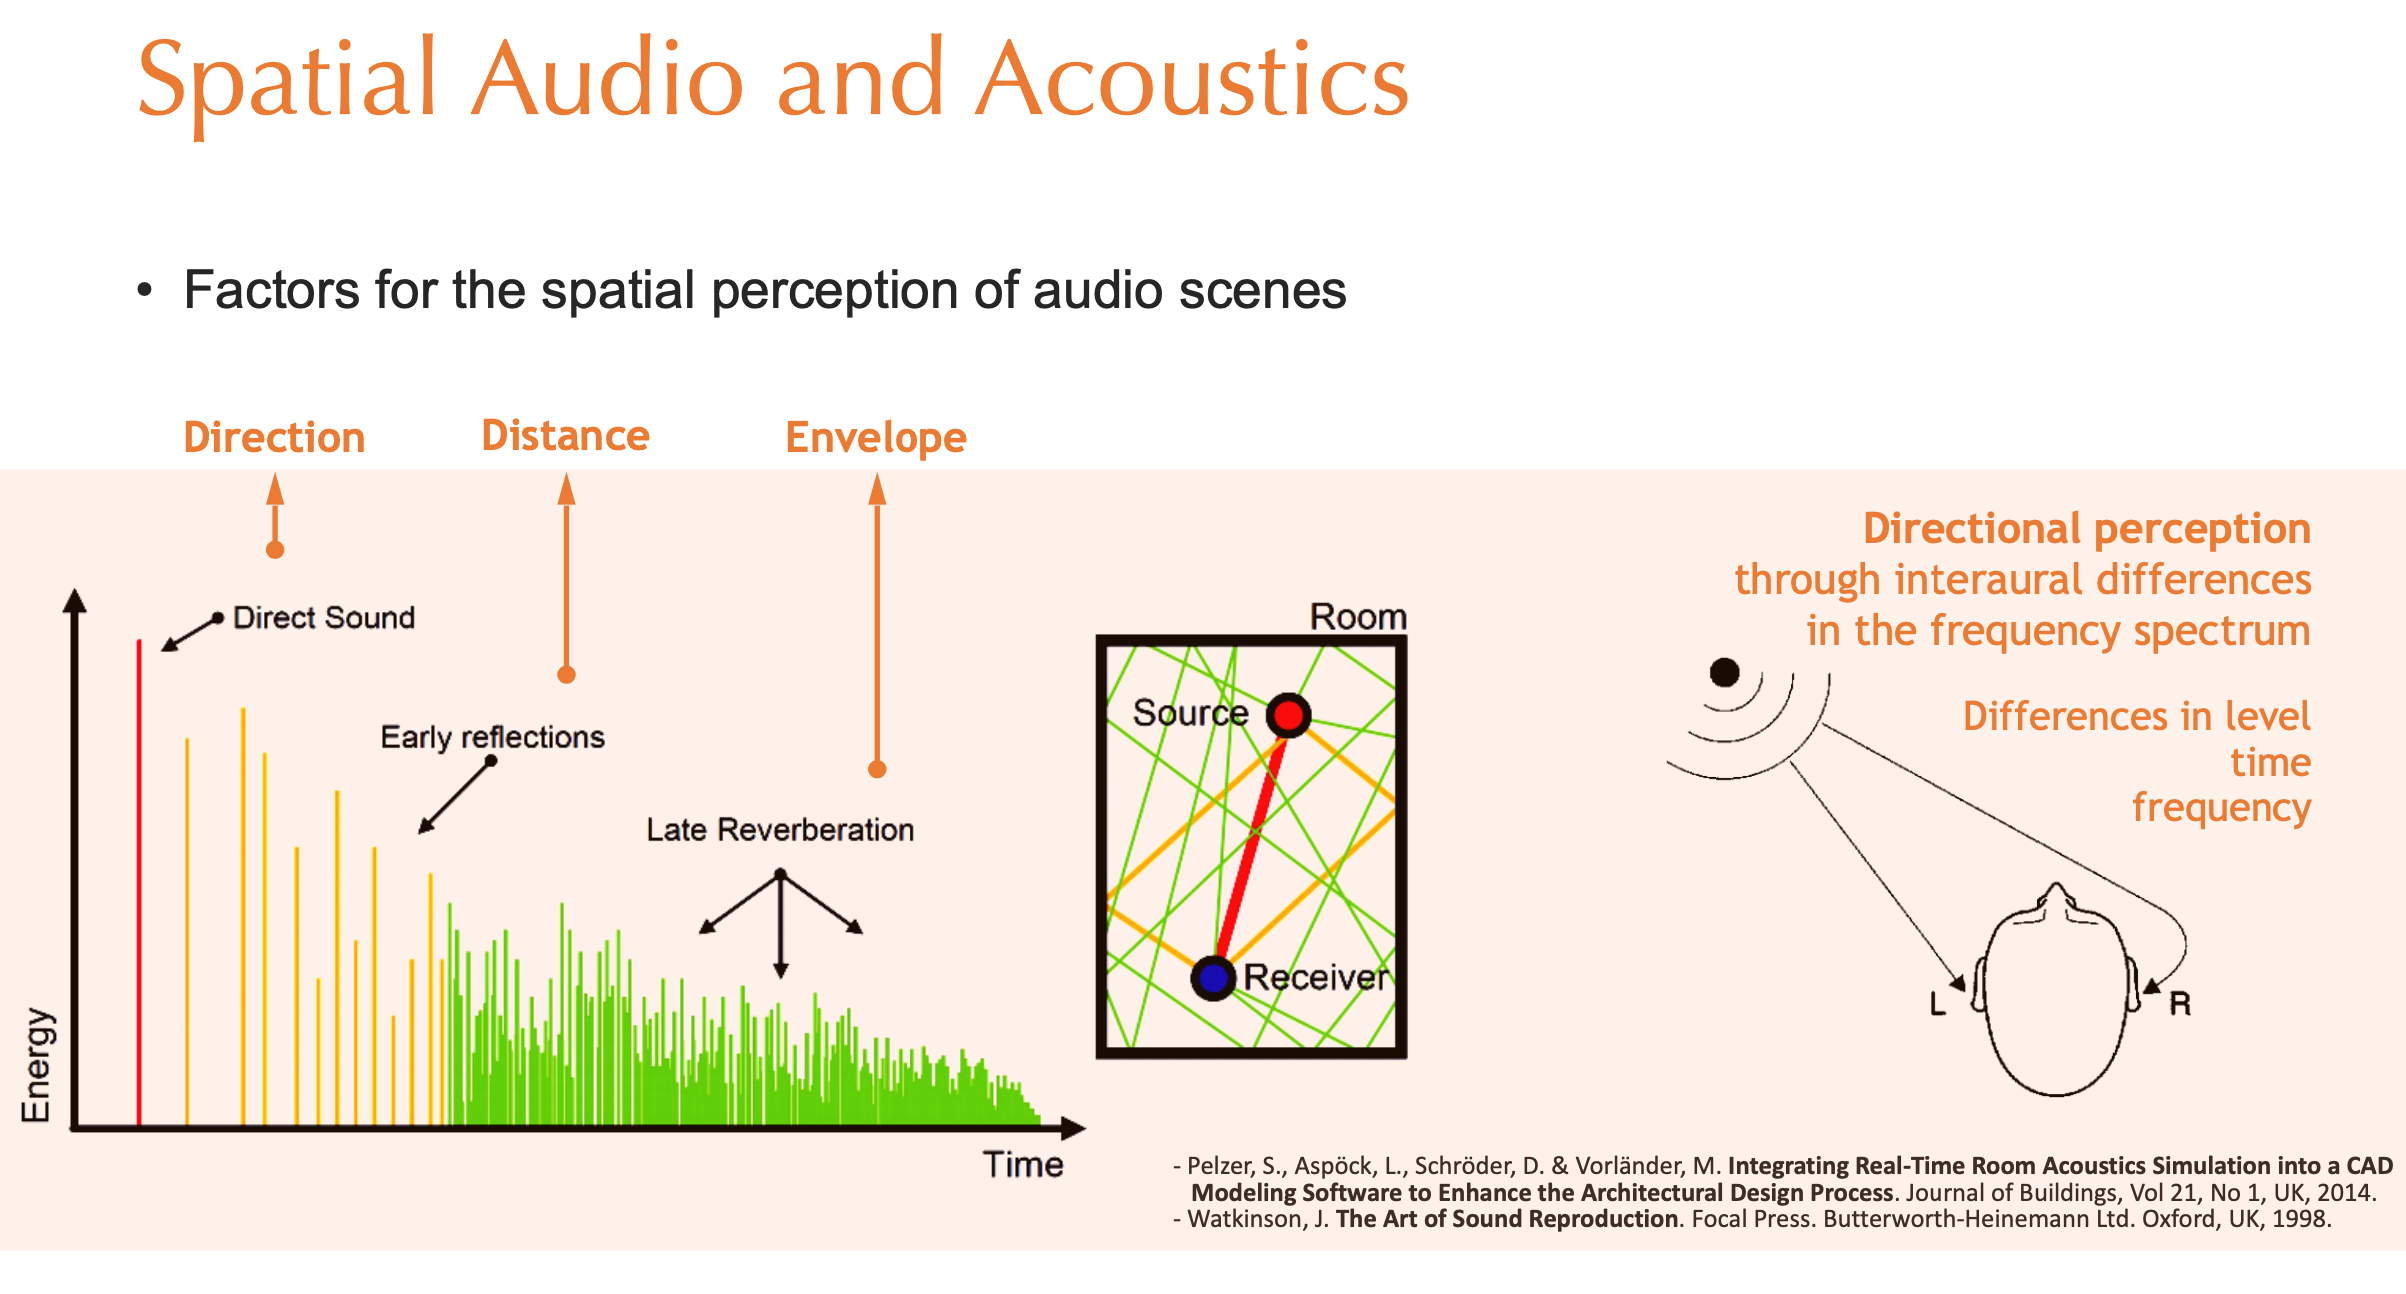 Spatial Audio and Acoustics
• Factors for the spatial perception of audio scenes
Direction
Distance
Envelope
Direct Sound
Early reflections
Late Reverberation
Energy
Time
Room
Source
Receiver
Directional perception
through interaural differences
in the frequency spectrum
Differences in level
time
frequency
L
R
- Pelzer, S., Aspöck, L., Schröder, D. & Vorländer, M. Integrating Real-Time Room Acoustics Simulation into a CAD
Modeling Software to Enhance the Architectural Design Process. Journal of Buildings, Vol 21, No 1, UK, 2014.
- Watkinson, J. The Art of Sound Reproduction. Focal Press. Butterworth-Heinemann Ltd. Oxford, UK, 1998.